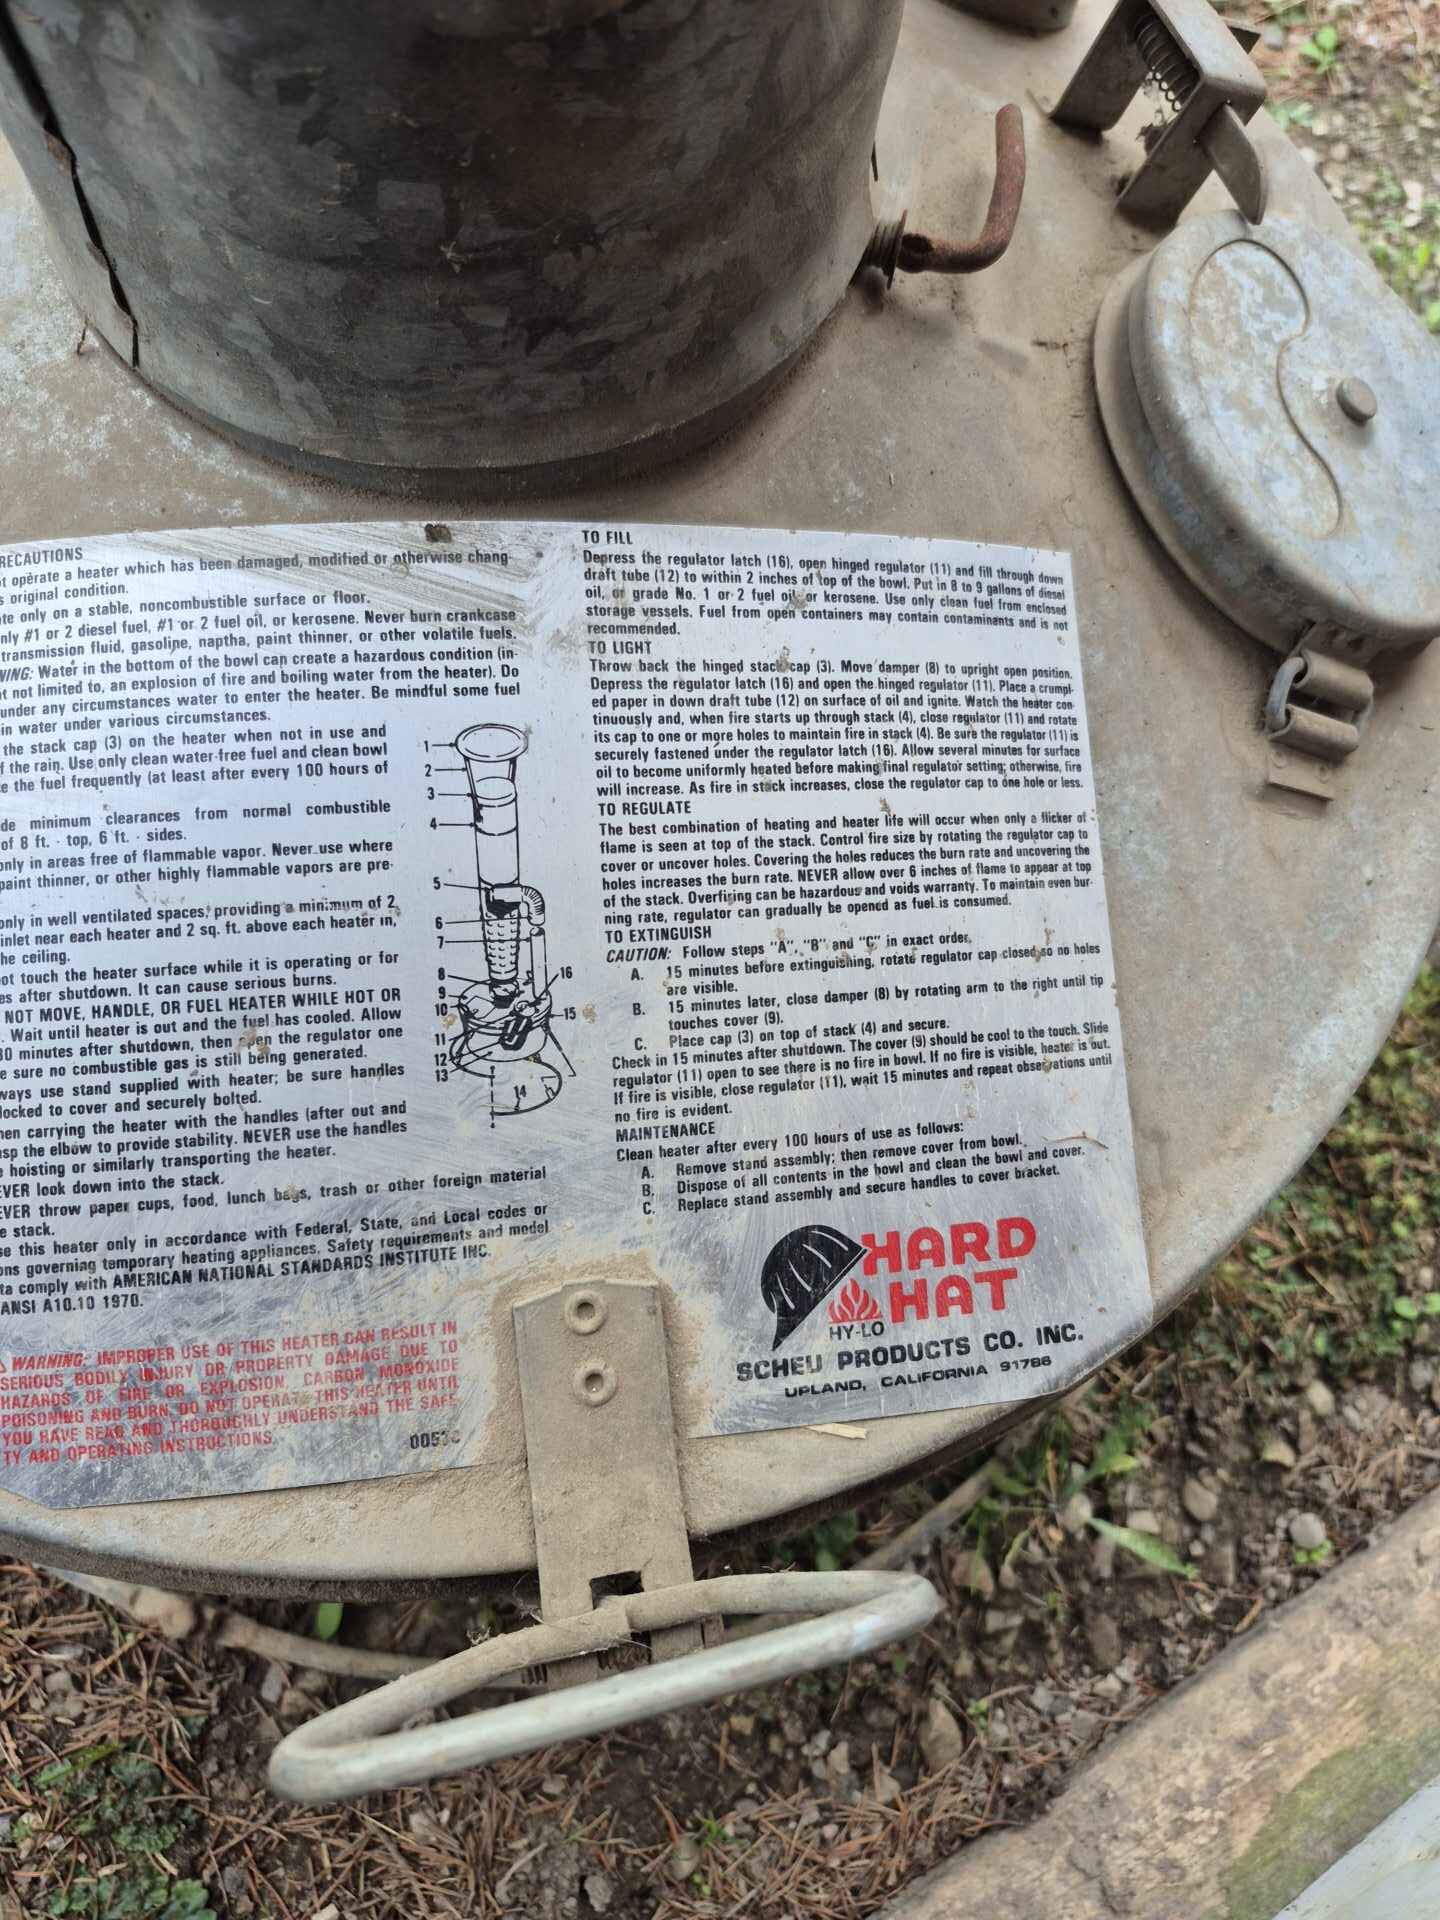 RECAUTIONS
t operate a heater which has been damaged, modified or otherwise chang-
s original condition.
te only on a stable, noncombustible surface or floor.
nly #1 or 2 diesel fuel, #1 or 2 fuel oil, or kerosene. Never burn crankcase
transmission fluid, gasoline, naptha, paint thinner, or other volatile fuels.
NING: Water in the bottom of the bowl can create a hazardous condition (in-
t not limited to, an explosion of fire and boiling water from the heater). Do
under any circumstances water to enter the heater. Be mindful some fuel
in water under various circumstances.
the stack cap (3) on the heater when not in use and
f the rain. Use only clean water-free fuel and clean bowl
e the fuel frequently (at least after every 100 hours of
de minimum clearances from normal combustible
of 8 ft. - top, 6 ft. - sides.
only in areas free of flammable vapor. Never use where
paint thinner, or other highly flammable vapors are pre-
only in well ventilated spaces, providing a minimum of 2
inlet near each heater and 2 sq. ft. above each heater in,
he ceiling.
ot touch the heater surface while it is operating or for
es after shutdown. It can cause serious burns.
NOT MOVE, HANDLE, OR FUEL HEATER WHILE HOT OR
. Wait until heater is out and the fuel has cooled. Allow
30 minutes after shutdown, then open the regulator one
e sure no combustible gas is still being generated.
ways use stand supplied with heater; be sure handles
locked to cover and securely bolted.
hen carrying the heater with the handles (after out and
asp the elbow to provide stability. NEVER use the handles
e hoisting or similarly transporting the heater.
EVER look down into the stack.
EVER throw paper cups, food, lunch bags, trash or other foreign material
e stack.
se this heater only in accordance with Federal, State, and Local codes or
ons governing temporary heating appliances. Safety requirements and model
ta comply with AMERICAN NATIONAL STANDARDS INSTITUTE INC.
ANSI A10.10 1970.
WARNING: IMPROPER USE OF THIS HEATER CAN RESULT IN
SERIOUS BODILY INJURY OR PROPERTY DAMAGE DUE TO
HAZARDS OF FIRE OR EXPLOSION, CARBON MONOXIDE
POISONING AND BURN. DO NOT OPERATE THIS HEATER UNTIL
YOU HAVE READ AND THOROUGHLY UNDERSTAND THE SAFE-
TY AND OPERATING INSTRUCTIONS.
1
2
3
4
5
6
7
8
9
10
11
12
13
14
15
16
TO FILL
Depress the regulator latch (16), open hinged regulator (11) and fill through down
draft tube (12) to within 2 inches of top of the bowl. Put in 8 to 9 gallons of diesel
oil, or grade No. 1 or 2 fuel oil, or kerosene. Use only clean fuel from enclosed
storage vessels. Fuel from open containers may contain contaminants and is not
recommended.
TO LIGHT
Throw back the hinged stack cap (3). Move damper (8) to upright open position.
Depress the regulator latch (16) and open the hinged regulator (11). Place a crumpl-
ed paper in down draft tube (12) on surface of oil and ignite. Watch the heater con-
tinuously and, when fire starts up through stack (4), close regulator (11) and rotate
its cap to one or more holes to maintain fire in stack (4). Be sure the regulator (11) is
securely fastened under the regulator latch (16). Allow several minutes for surface
oil to become uniformly heated before making final regulator setting; otherwise, fire
will increase. As fire in stack increases, close the regulator cap to one hole or less.
TO REGULATE
The best combination of heating and heater life will occur when only a flicker of
flame is seen at top of the stack. Control fire size by rotating the regulator cap to
cover or uncover holes. Covering the holes reduces the burn rate and uncovering the
holes increases the burn rate. NEVER allow over 6 inches of flame to appear at top
of the stack. Overfiring can be hazardous and voids warranty. To maintain even bur-
ning rate, regulator can gradually be opened as fuel is consumed.
TO EXTINGUISH
CAUTION: Follow steps "A", "B" and "C" in exact order.
A. 15 minutes before extinguishing, rotate regulator cap closed so no holes
are visible.
B. 15 minutes later, close damper (8) by rotating arm to the right until tip
touches cover (9).
C. Place cap (3) on top of stack (4) and secure.
Check in 15 minutes after shutdown. The cover (9) should be cool to the touch. Slide
regulator (11) open to see there is no fire in bowl. If no fire is visible, heater is out.
If fire is visible, close regulator (11), wait 15 minutes and repeat observations until
no fire is evident.
MAINTENANCE
Clean heater after every 100 hours of use as follows:
A. Remove stand assembly; then remove cover from bowl.
B. Dispose of all contents in the bowl and clean the bowl and cover.
C. Replace stand assembly and secure handles to cover bracket.
HARD
HAT
HY-LO
SCHEU PRODUCTS CO. INC.
UPLAND, CALIFORNIA 91786